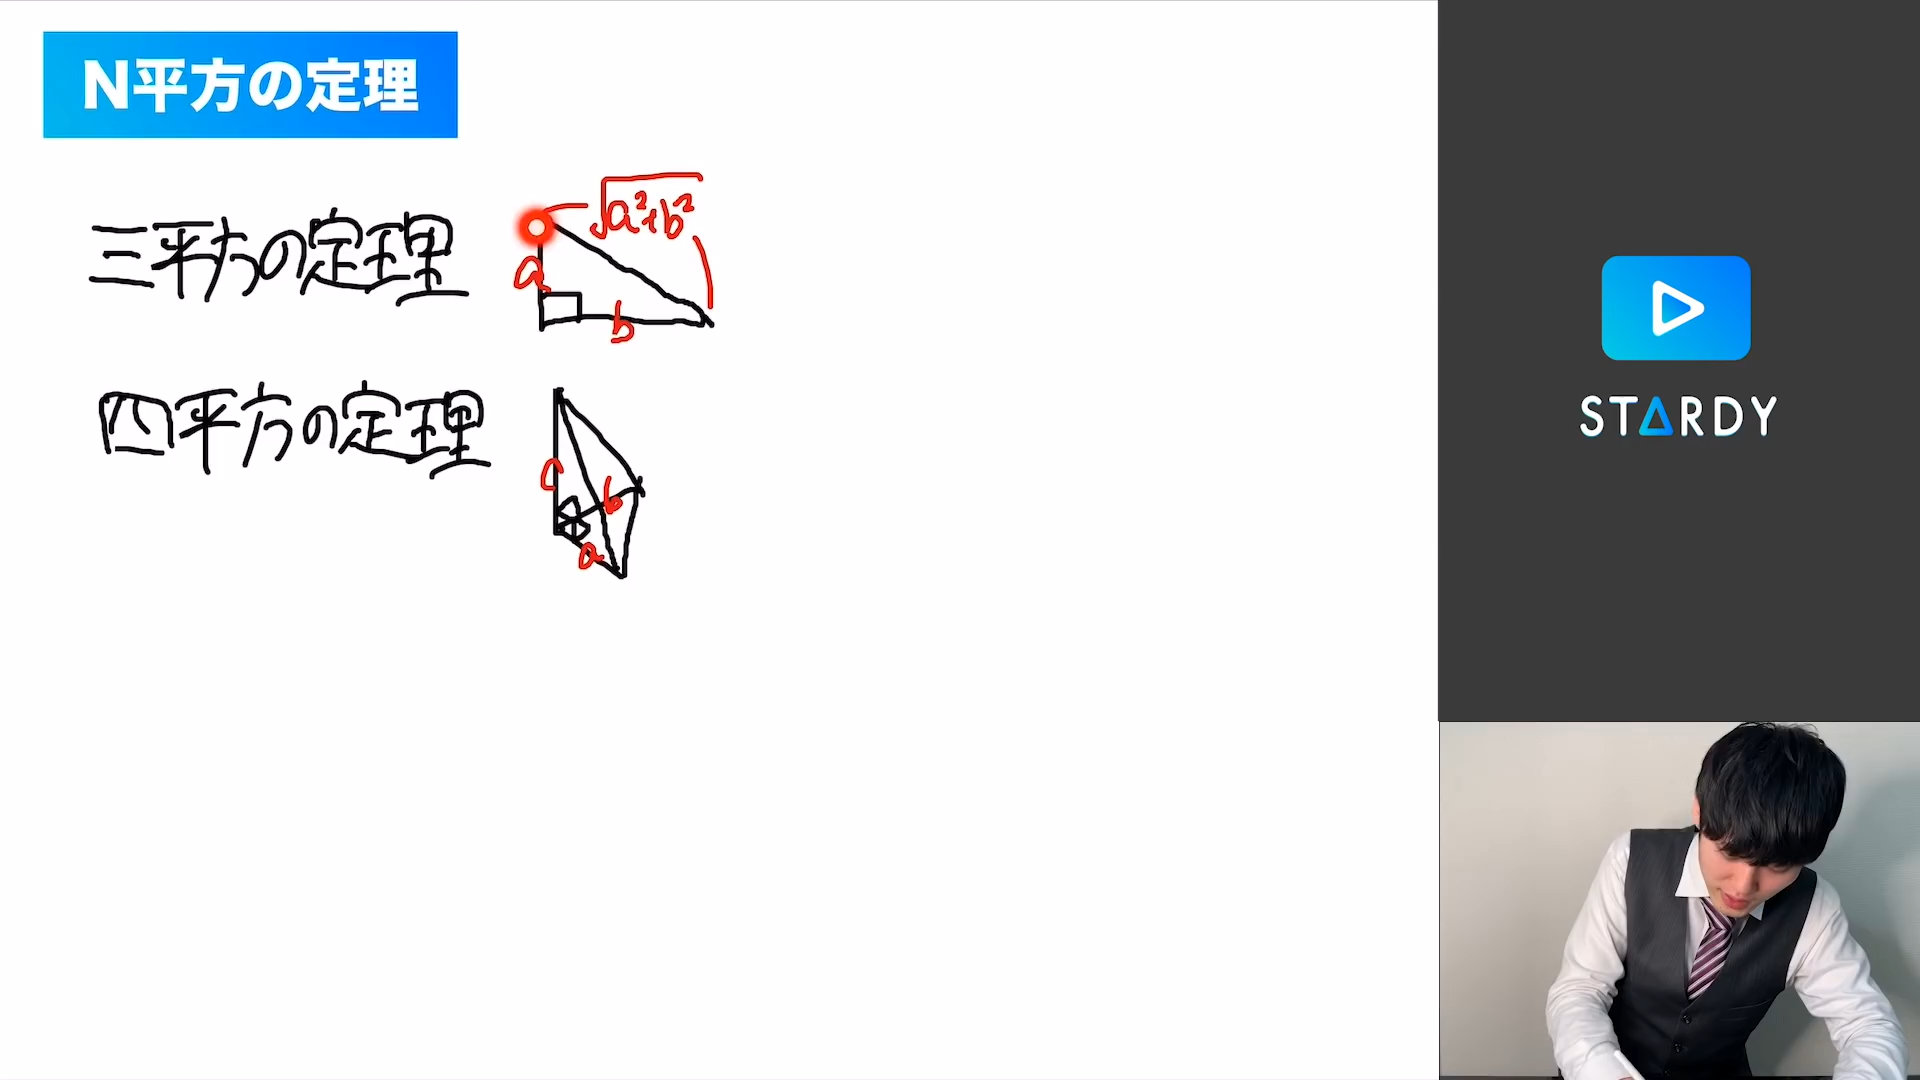 N平方の定理
三平方の定理
√a²+b²
a
b
四平方の定理
c
b
a
STARDY